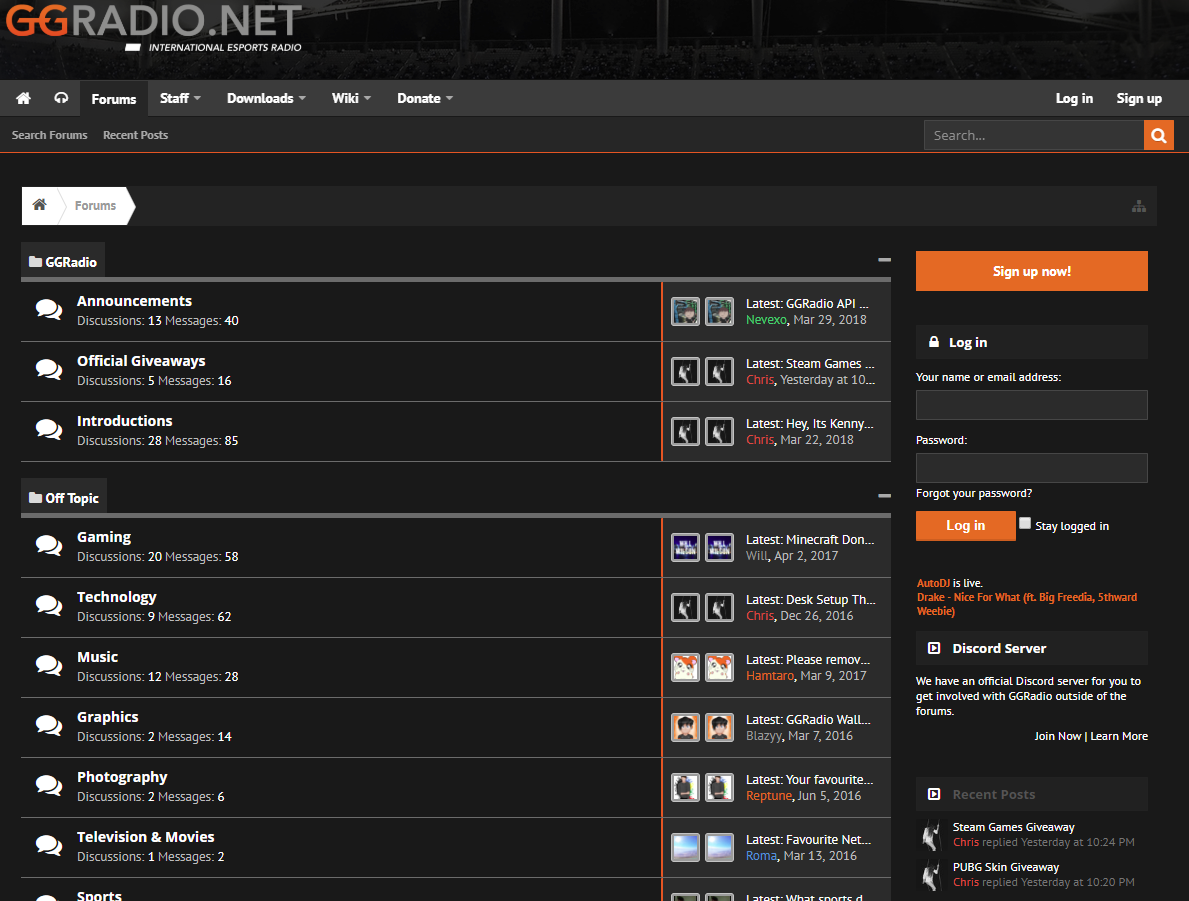 GGRADIO.NET
INTERNATIONAL ESPORTS RADIO
Forums Staff Downloads Wiki Donate Log in Sign up
Search Forums Recent Posts Search...
Forums
GGRadio
Announcements
Discussions: 13 Messages: 40
Latest: GGRadio API ...
Nevexo, Mar 29, 2018
Official Giveaways
Discussions: 5 Messages: 16
Latest: Steam Games ...
Chris, Yesterday at 10...
Introductions
Discussions: 28 Messages: 85
Latest: Hey, Its Kenny...
Chris, Mar 22, 2018
Off Topic
Gaming
Discussions: 20 Messages: 58
Latest: Minecraft Don...
Will, Apr 2, 2017
Technology
Discussions: 9 Messages: 62
Latest: Desk Setup Th...
Chris, Dec 26, 2016
Music
Discussions: 12 Messages: 28
Latest: Please remov...
Hamtaro, Mar 9, 2017
Graphics
Discussions: 2 Messages: 14
Latest: GGRadio Wall...
Blazyy, Mar 7, 2016
Photography
Discussions: 2 Messages: 6
Latest: Your favourite...
Reptune, Jun 5, 2016
Television & Movies
Discussions: 1 Messages: 2
Latest: Favourite Net...
Roma, Mar 13, 2016
Sports
Latest: What sports d...
Sign up now!
Log in
Your name or email address:
Password:
Forgot your password?
Log in Stay logged in
AutoDJ is live.
Drake - Nice For What (ft. Big Freedia, 5thward
Weebie)
Discord Server
We have an official Discord server for you to
get involved with GGRadio outside of the
forums.
Join Now | Learn More
Recent Posts
Steam Games Giveaway
Chris replied Yesterday at 10:24 PM
PUBG Skin Giveaway
Chris replied Yesterday at 10:20 PM